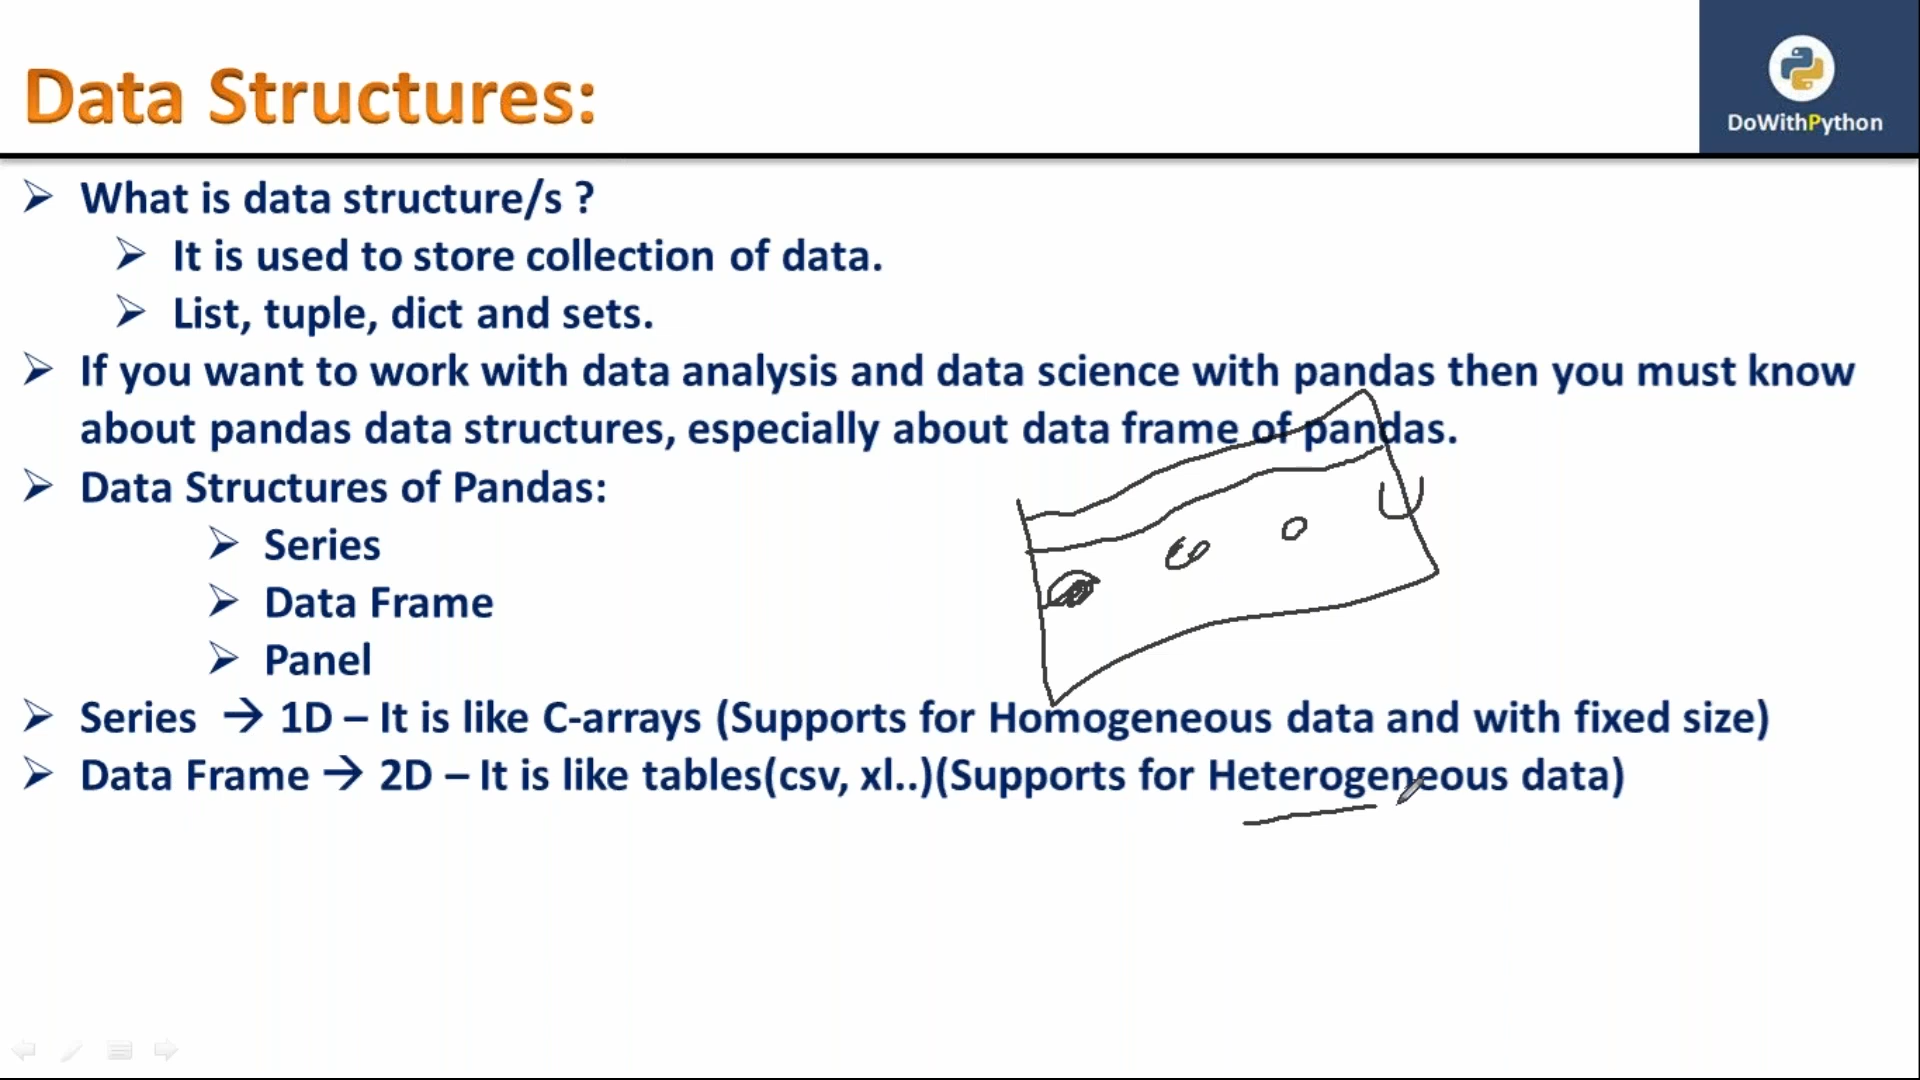 Data Structures:
DoWithPython
What is data structure/s ?
It is used to store collection of data.
List, tuple, dict and sets.
If you want to work with data analysis and data science with pandas then you must know
about pandas data structures, especially about data frame of pandas.
Data Structures of Pandas:
Series
Data Frame
Panel
Series → 1D – It is like C-arrays (Supports for Homogeneous data and with fixed size)
Data Frame → 2D – It is like tables(csv, xl..)(Supports for Heterogeneous data)